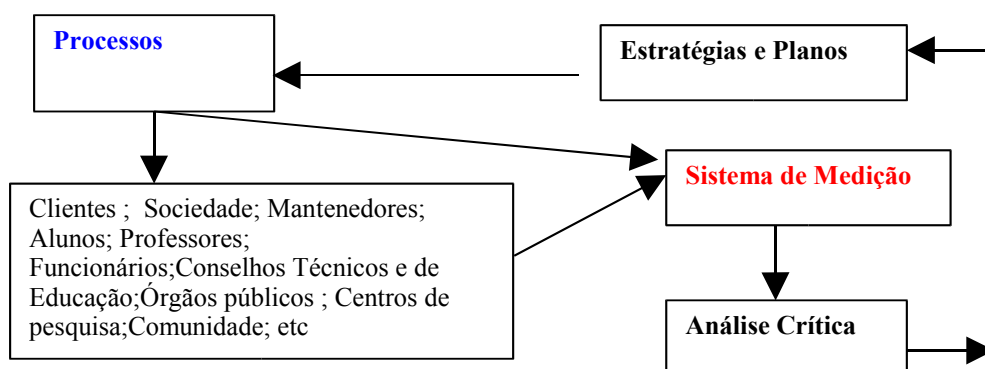 Processos
Estratégias e Planos
Sistema de Medição
Clientes ; Sociedade; Mantenedores;
Alunos; Professores;
Funcionários;Conselhos Técnicos e de
Educação;Órgãos públicos ; Centros de
pesquisa;Comunidade; etc
Análise Crítica